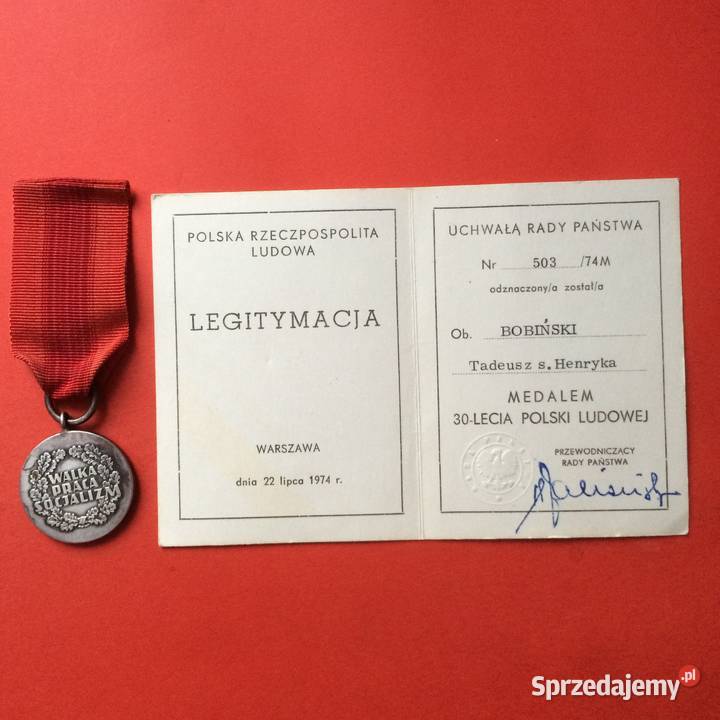 WALKA
PRACA
SOCJALIZM
POLSKA RZECZPOSPOLITA
LUDOWA
LEGITYMACJA
WARSZAWA
dnia 22 lipca 1974 r.
UCHWAŁĄ RADY PAŃSTWA
Nr 503 /74M
odznaczony/a został/a
Ob. BOBIŃSKI
Tadeusz s. Henryka
MEDALEM
30-LECIA POLSKI LUDOWEJ
PRZEWODNICZĄCY
RADY PAŃSTWA
Sprzedajemy.pl